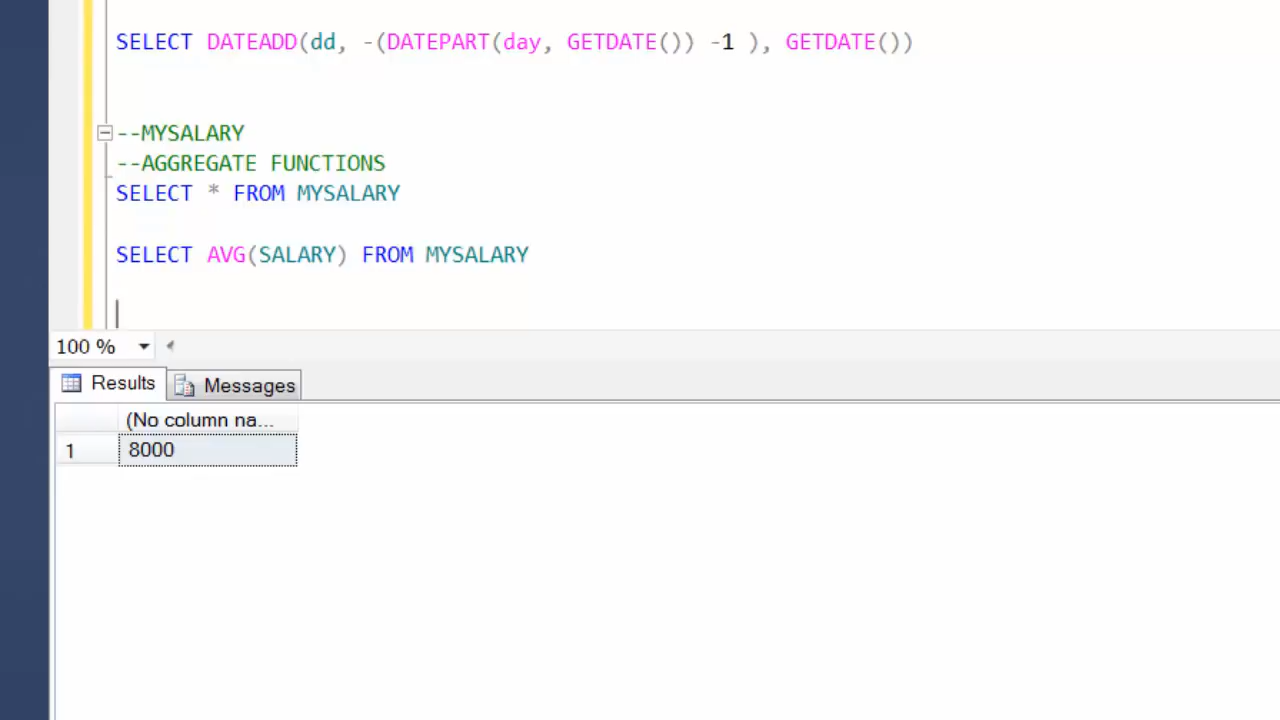 SELECT DATEADD(dd, -(DATEPART(day, GETDATE()) -1 ), GETDATE())
--MYSALARY
--AGGREGATE FUNCTIONS
SELECT * FROM MYSALARY
SELECT AVG(SALARY) FROM MYSALARY
100 %
Results Messages
(No column na...
1 8000